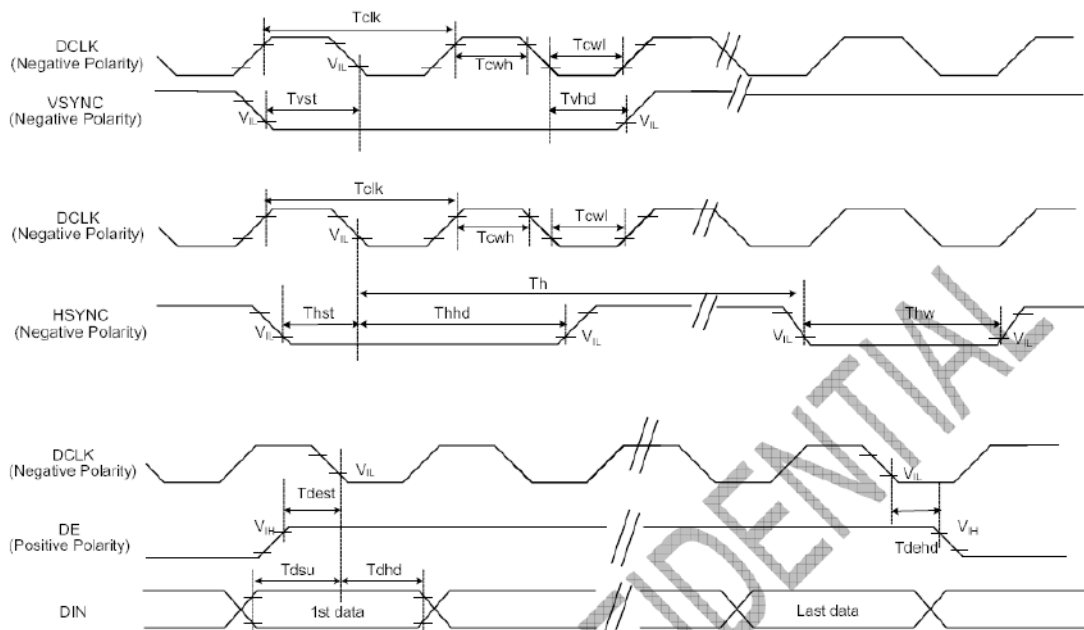 Tclk
DCLK
(Negative Polarity)
VIL
Tcwh
Tcwl
VSYNC
(Negative Polarity)
VIL
Tvst
Tvhd
VIL
Tclk
DCLK
(Negative Polarity)
VIL
Tcwh
Tcwl
Th
HSYNC
(Negative Polarity)
VIL
Thst
Thhd
VIL
VIL
Thw
VIL
DCLK
(Negative Polarity)
VIL
VIL
Tdest
DE
(Positive Polarity)
VIH
VIH
Tdehd
Tdsu
Tdhd
DIN
1st data
Last data
FIDENTIAL